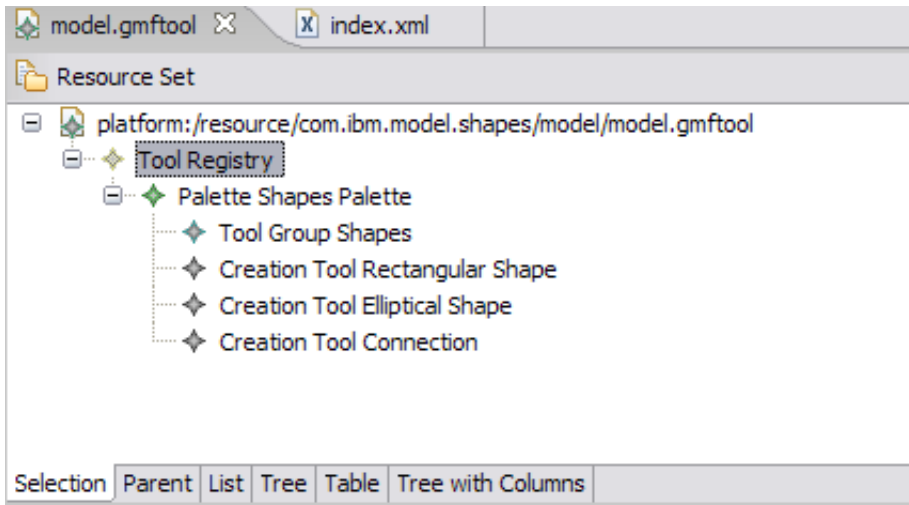 model.gmftool index.xml
Resource Set
platform:/resource/com.ibm.model.shapes/model/model.gmftool
Tool Registry
Palette Shapes Palette
Tool Group Shapes
Creation Tool Rectangular Shape
Creation Tool Elliptical Shape
Creation Tool Connection
Selection Parent List Tree Table Tree with Columns